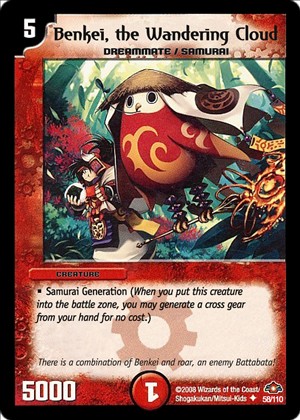 5
Benkei, the Wandering Cloud
DREAMMATE / SAMURAI
CREATURE
■ Samurai Generation (When you put this creature
into the battle zone, you may generate a cross gear
from your hand for no cost.)
There is a combination of Benkei and roar, an enemy Battabata!
5000
1
©2008 Wizards of the Coast/
Shogakukan/Mitsui-Kids ♦ 58/110